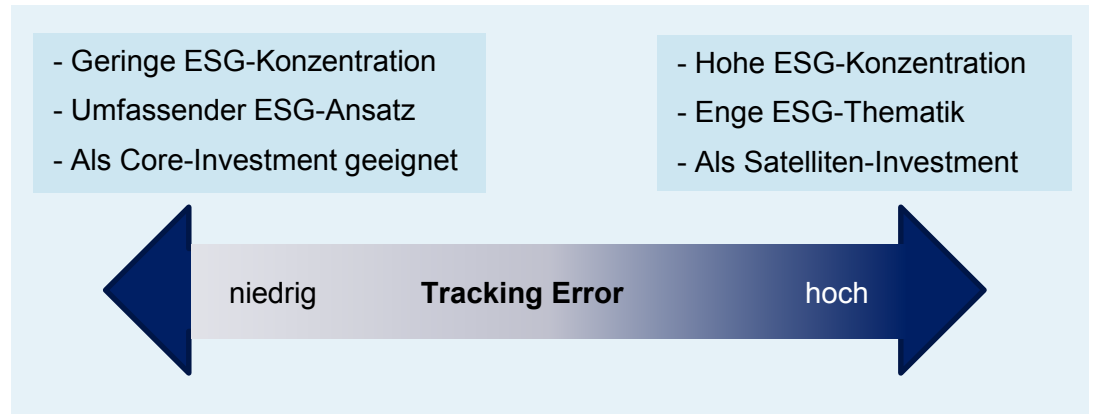 - Geringe ESG-Konzentration
- Umfassender ESG-Ansatz
- Als Core-Investment geeignet
- Hohe ESG-Konzentration
- Enge ESG-Thematik
- Als Satelliten-Investment
niedrig Tracking Error hoch